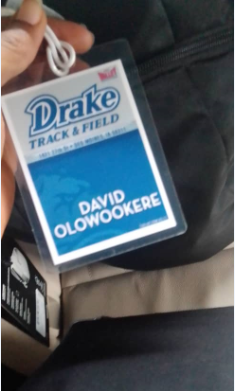 Drake
TRACK & FIELD
DAVID
OLOWOOKERE